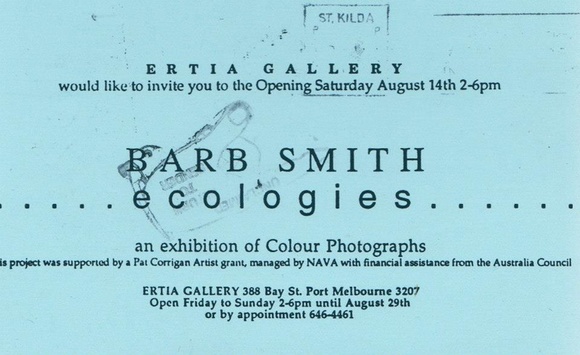 ST. KILDA
ERTIA GALLERY
would like to invite you to the Opening Saturday August 14th 2-6pm
BARB SMITH
.....ecologies.......
an exhibition of Colour Photographs
is project was supported by a Pat Corrigan Artist grant, managed by NAVA with financial assistance from the Australia Council
ERTIA GALLERY 388 Bay St. Port Melbourne 3207
Open Friday to Sunday 2-6pm until August 29th
or by appointment 646-4461